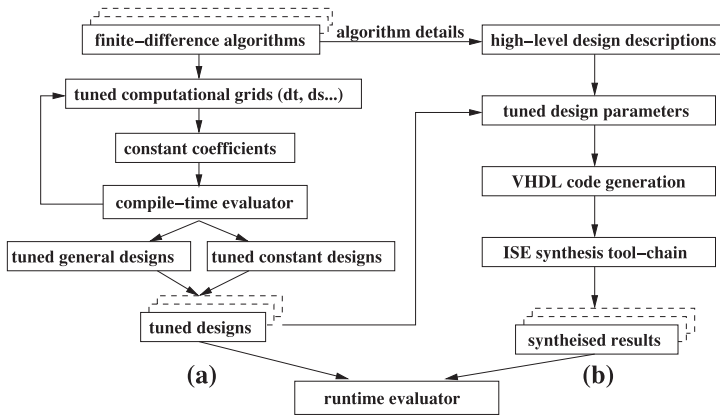 finite-difference algorithms
algorithm details
high-level design descriptions
tuned computational grids (dt, ds...)
tuned design parameters
constant coefficients
VHDL code generation
compile-time evaluator
tuned general designs
tuned constant designs
ISE synthesis tool-chain
tuned designs
syntheised results
(a)
(b)
runtime evaluator